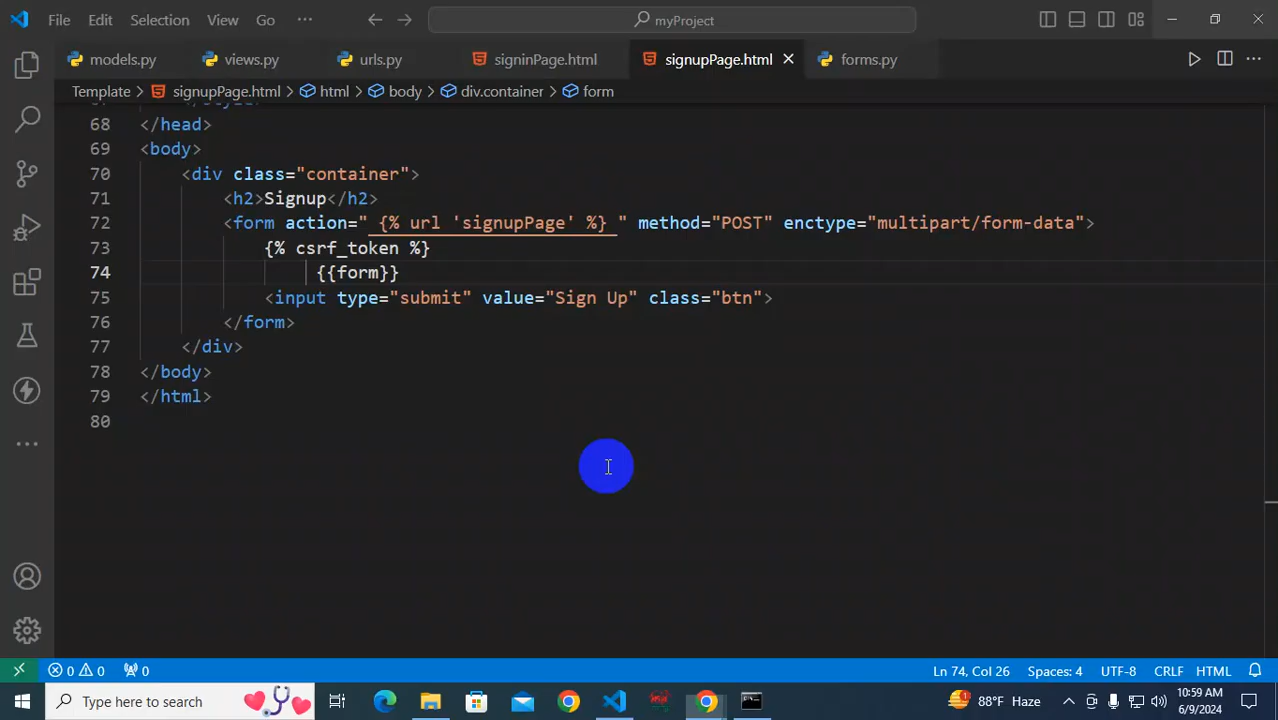 File Edit Selection View Go ··· myProject
models.py views.py urls.py signinPage.html signupPage.html forms.py
Template > signupPage.html > html > body > div.container > form
68 </head>
69 <body>
70 <div class="container">
71 <h2>Signup</h2>
72 <form action=" {% url 'signupPage' %} " method="POST" enctype="multipart/form-data">
73 {% csrf_token %}
74 {{form}}
75 <input type="submit" value="Sign Up" class="btn">
76 </form>
77 </div>
78 </body>
79 </html>
80
0 0 0 Ln 74, Col 26 Spaces: 4 UTF-8 CRLF HTML
Type here to search 88°F Haze 10:59 AM
6/9/2024